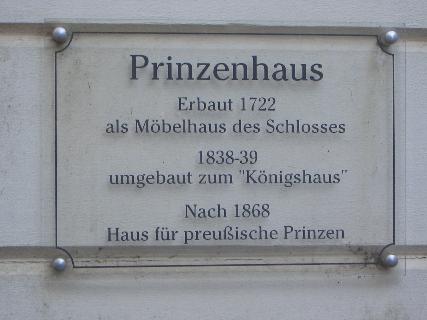 Prinzenhaus
Erbaut 1722
als Möbelhaus des Schlosses
1838-39
umgebaut zum "Königshaus"
Nach 1868
Haus für preußische Prinzen